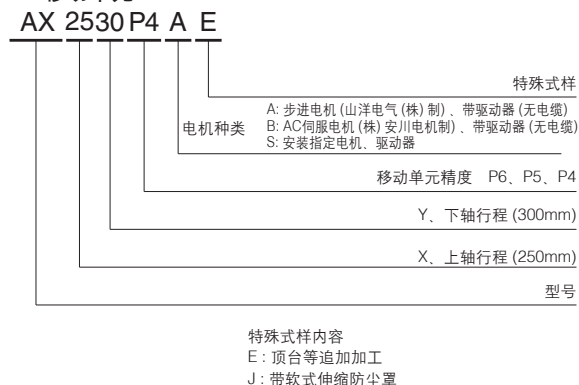 AX 2530 P4 A E
特殊式样
A: 步进电机 (山洋电气 (株) 制) 、带驱动器 (无电缆)
电机种类 B: AC伺服电机 (株) 安川电机制) 、带驱动器 (无电缆)
S: 安装指定电机、驱动器
移动单元精度 P6、P5、P4
Y、下轴行程 (300mm)
X、上轴行程 (250mm)
型号
特殊式样内容
E : 顶台等追加加工
J : 带软式伸缩防尘罩